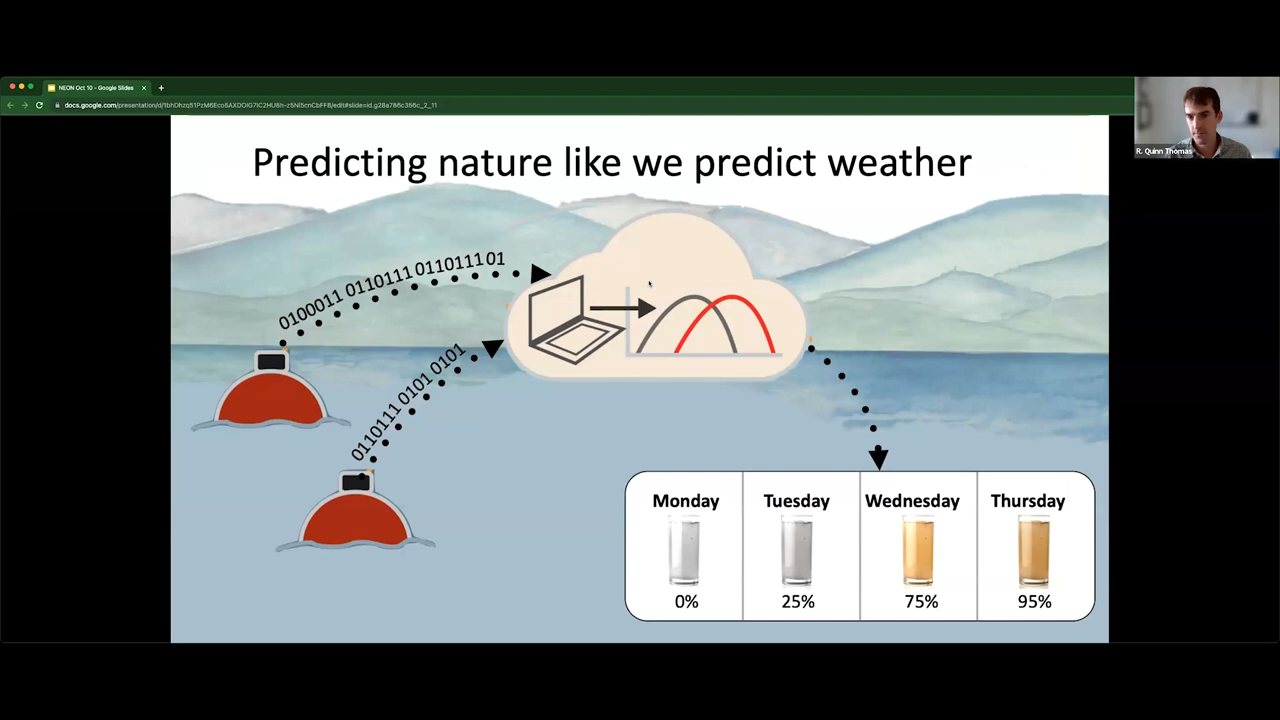 NEON Oct 10 - Google Slides
R. Quinn Thomas
Predicting nature like we predict weather
0100011 0110111 0110111 01
0110111 0101 0101
Monday Tuesday Wednesday Thursday
0% 25% 75% 95%